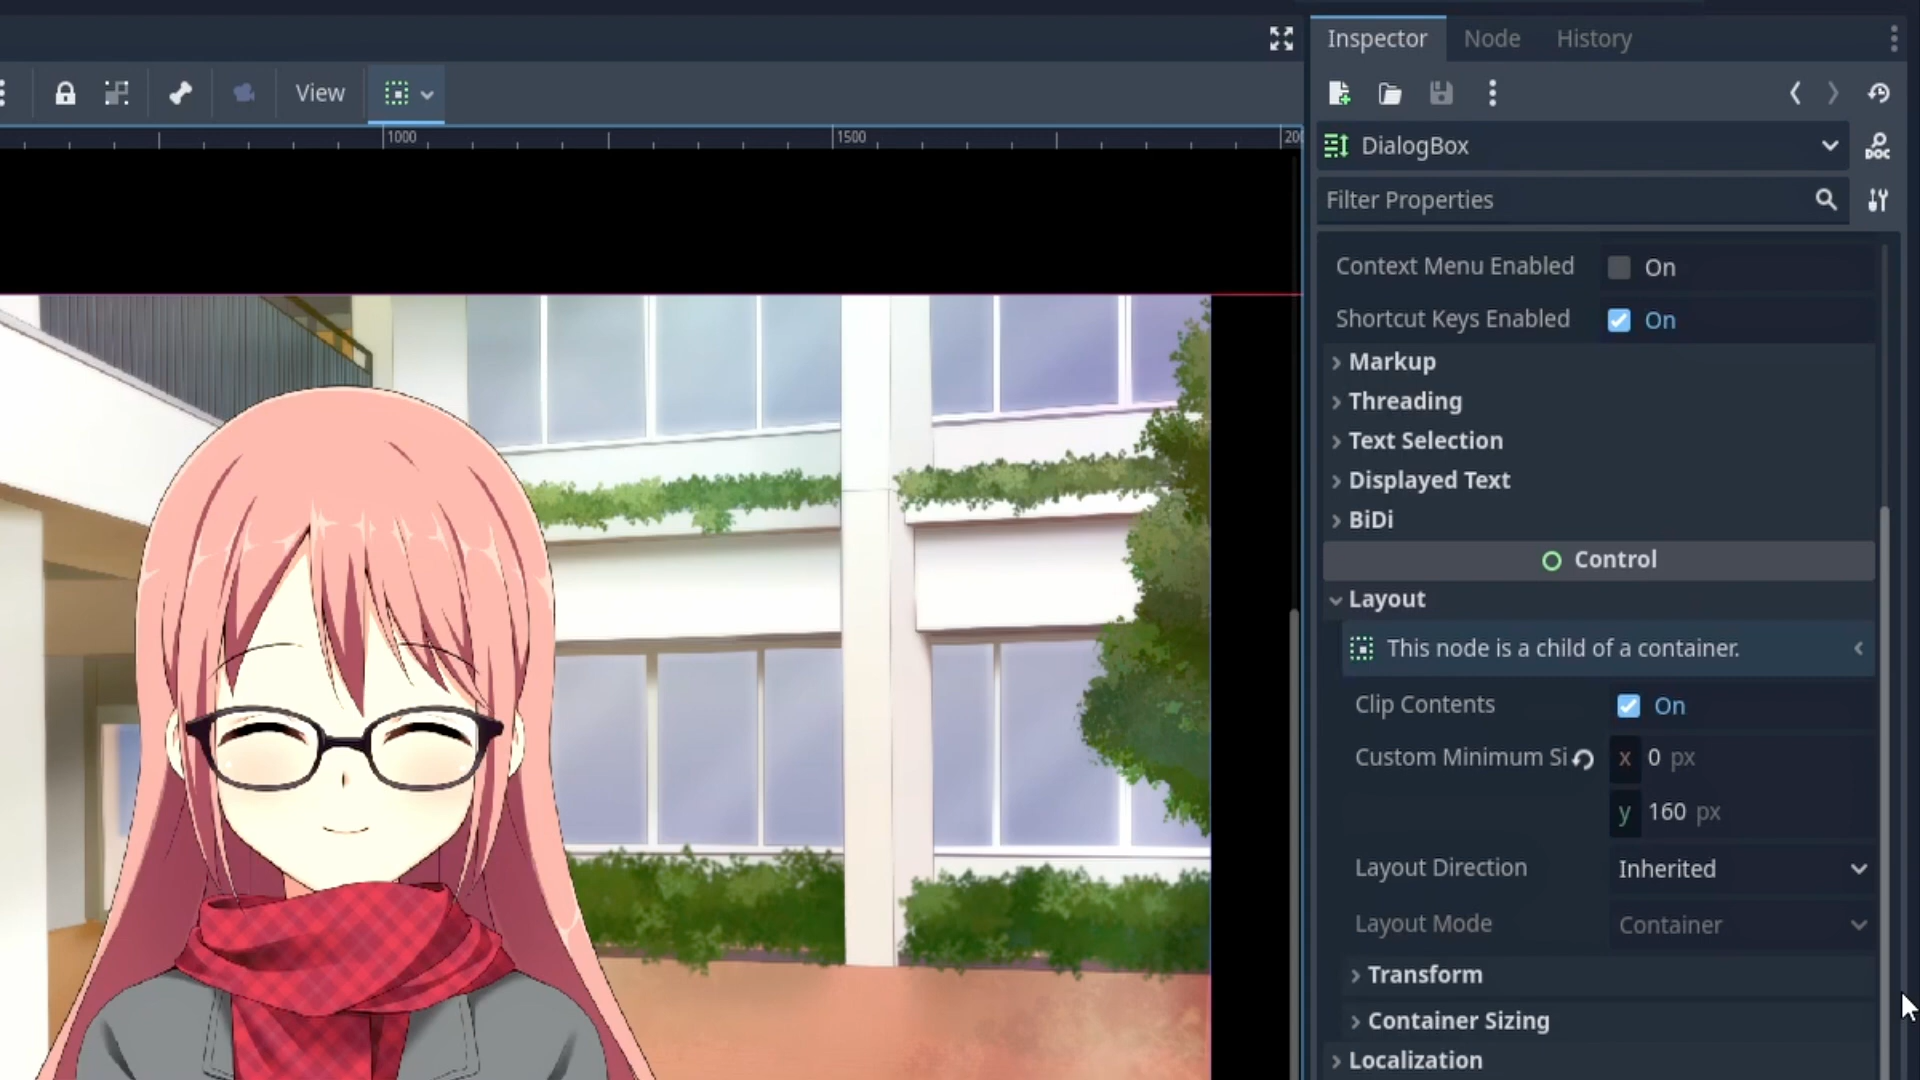 Inspector Node History
View
1000 1500 200
DialogBox
DOC
Filter Properties
Context Menu Enabled On
Shortcut Keys Enabled On
Markup
Threading
Text Selection
Displayed Text
BiDi
Control
Layout
This node is a child of a container.
Clip Contents On
Custom Minimum Si x 0 px
y 160 px
Layout Direction Inherited
Layout Mode Container
Transform
Container Sizing
Localization